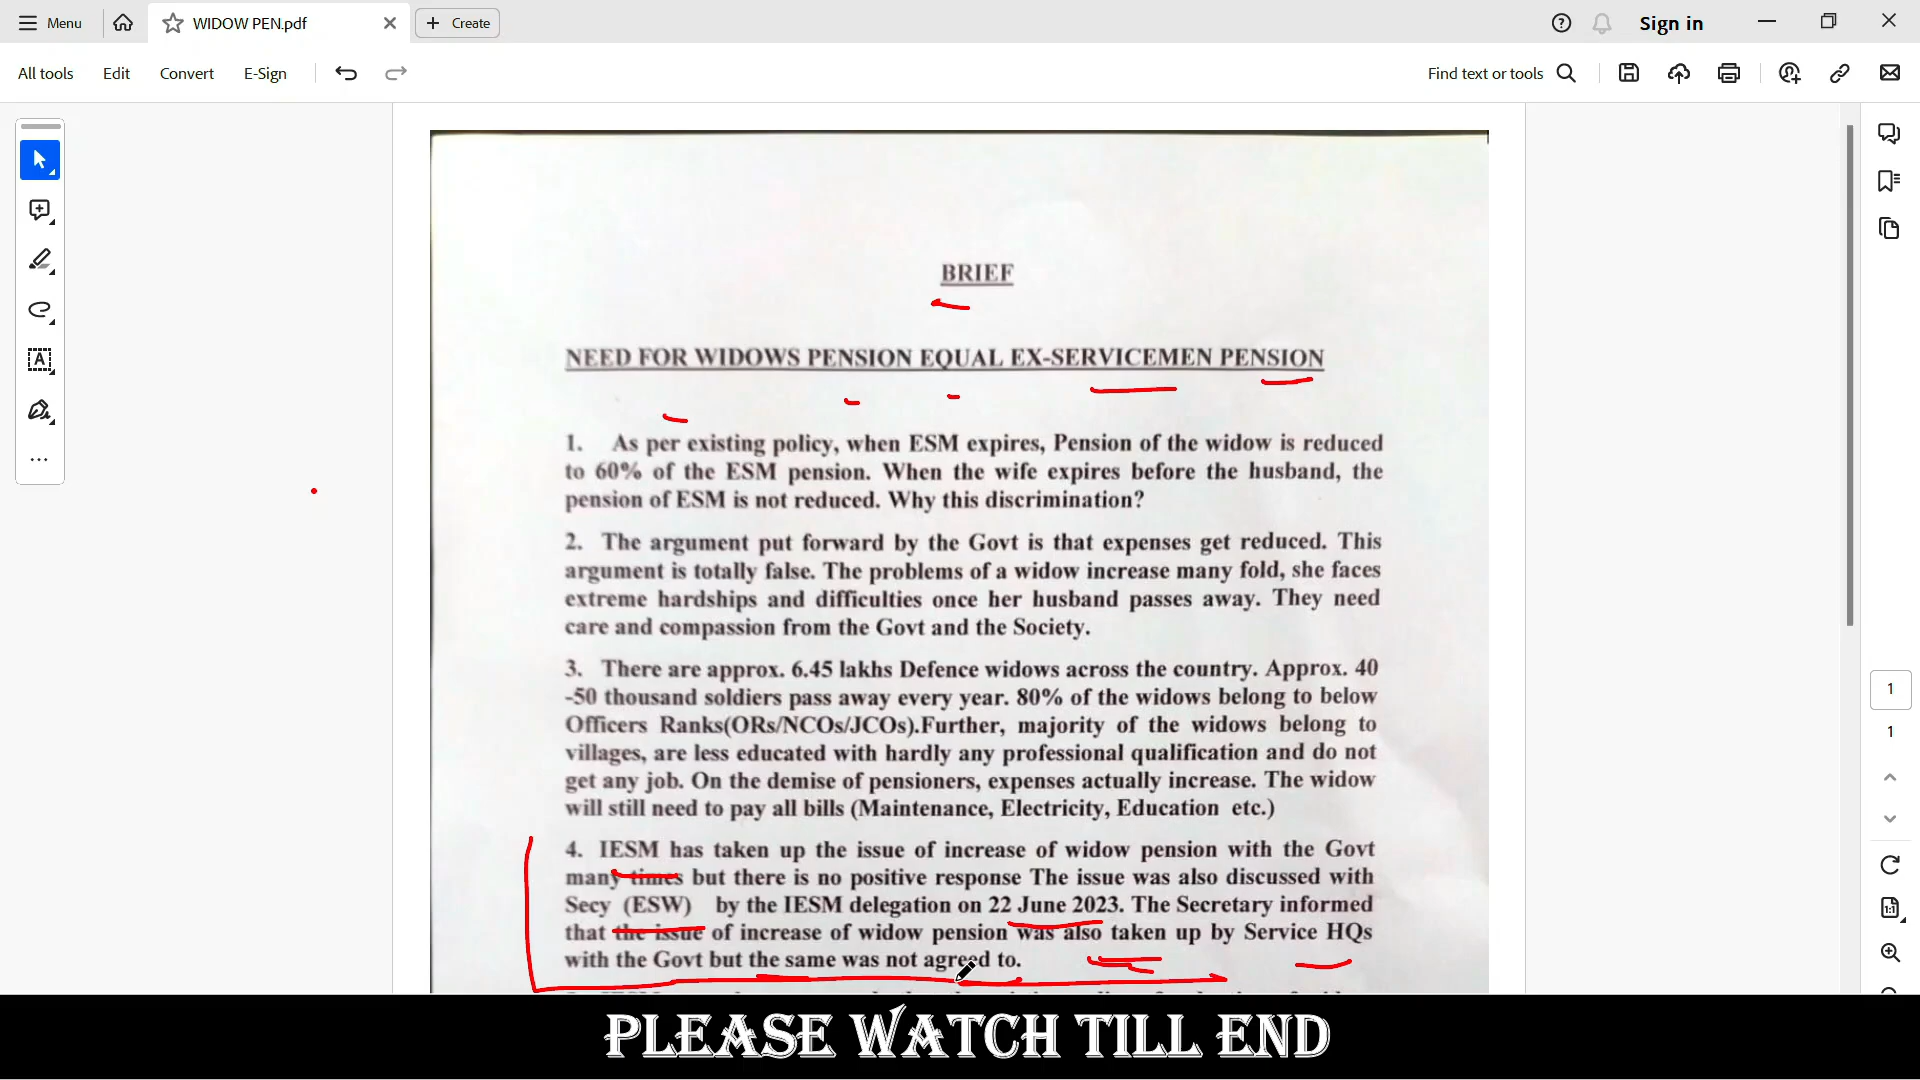 Menu
WIDOW PEN.pdf
Create
Sign in
All tools
Edit
Convert
E-Sign
Find text or tools
BRIEF
NEED FOR WIDOWS PENSION EQUAL EX-SERVICEMEN PENSION
1. As per existing policy, when ESM expires, Pension of the widow is reduced
to 60% of the ESM pension. When the wife expires before the husband, the
pension of ESM is not reduced. Why this discrimination?
2. The argument put forward by the Govt is that expenses get reduced. This
argument is totally false. The problems of a widow increase many fold, she faces
extreme hardships and difficulties once her husband passes away. They need
care and compassion from the Govt and the Society.
3. There are approx. 6.45 lakhs Defence widows across the country. Approx. 40
-50 thousand soldiers pass away every year. 80% of the widows belong to below
Officers Ranks(ORs/NCOs/JCOs).Further, majority of the widows belong to
villages, are less educated with hardly any professional qualification and do not
get any job. On the demise of pensioners, expenses actually increase. The widow
will still need to pay all bills (Maintenance, Electricity, Education etc.)
4. IESM has taken up the issue of increase of widow pension with the Govt
many times but there is no positive response The issue was also discussed with
Secy (ESW) by the IESM delegation on 22 June 2023. The Secretary informed
that the issue of increase of widow pension was also taken up by Service HQs
with the Govt but the same was not agreed to.
1
1
PLEASE WATCH TILL END